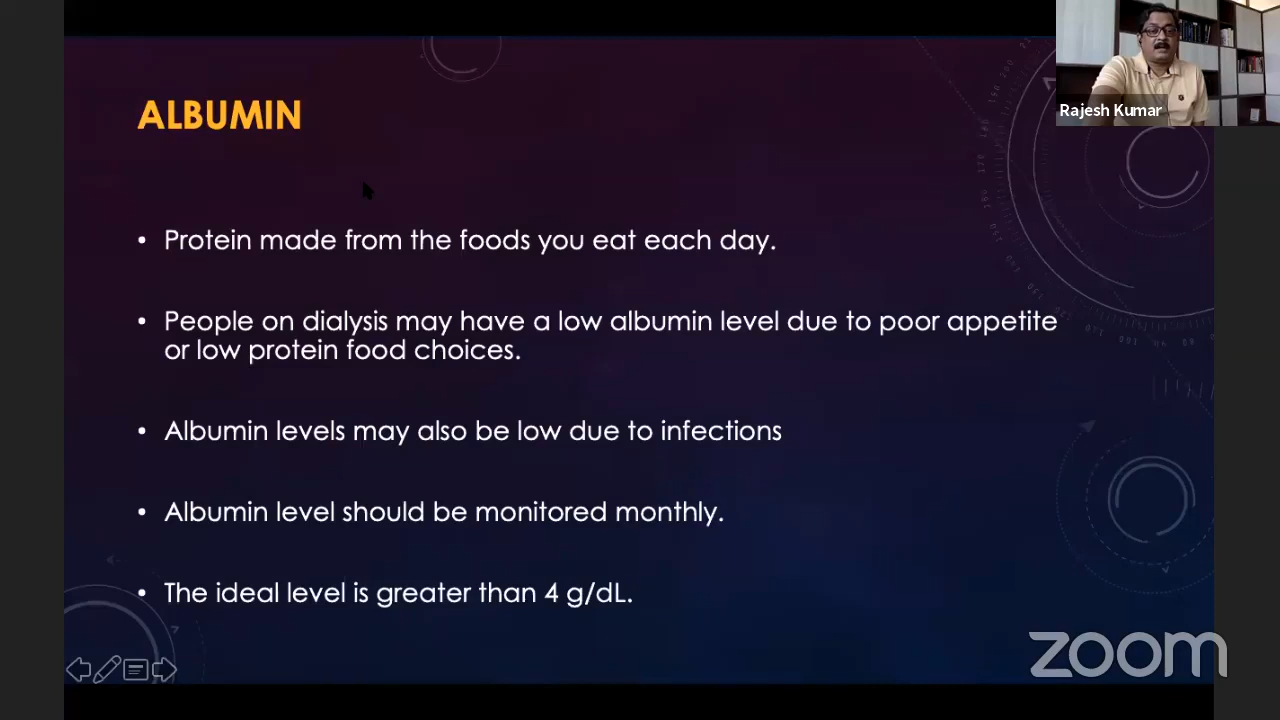 Rajesh Kumar
ALBUMIN
• Protein made from the foods you eat each day.
• People on dialysis may have a low albumin level due to poor appetite
or low protein food choices.
• Albumin levels may also be low due to infections
• Albumin level should be monitored monthly.
• The ideal level is greater than 4 g/dL.
zoom